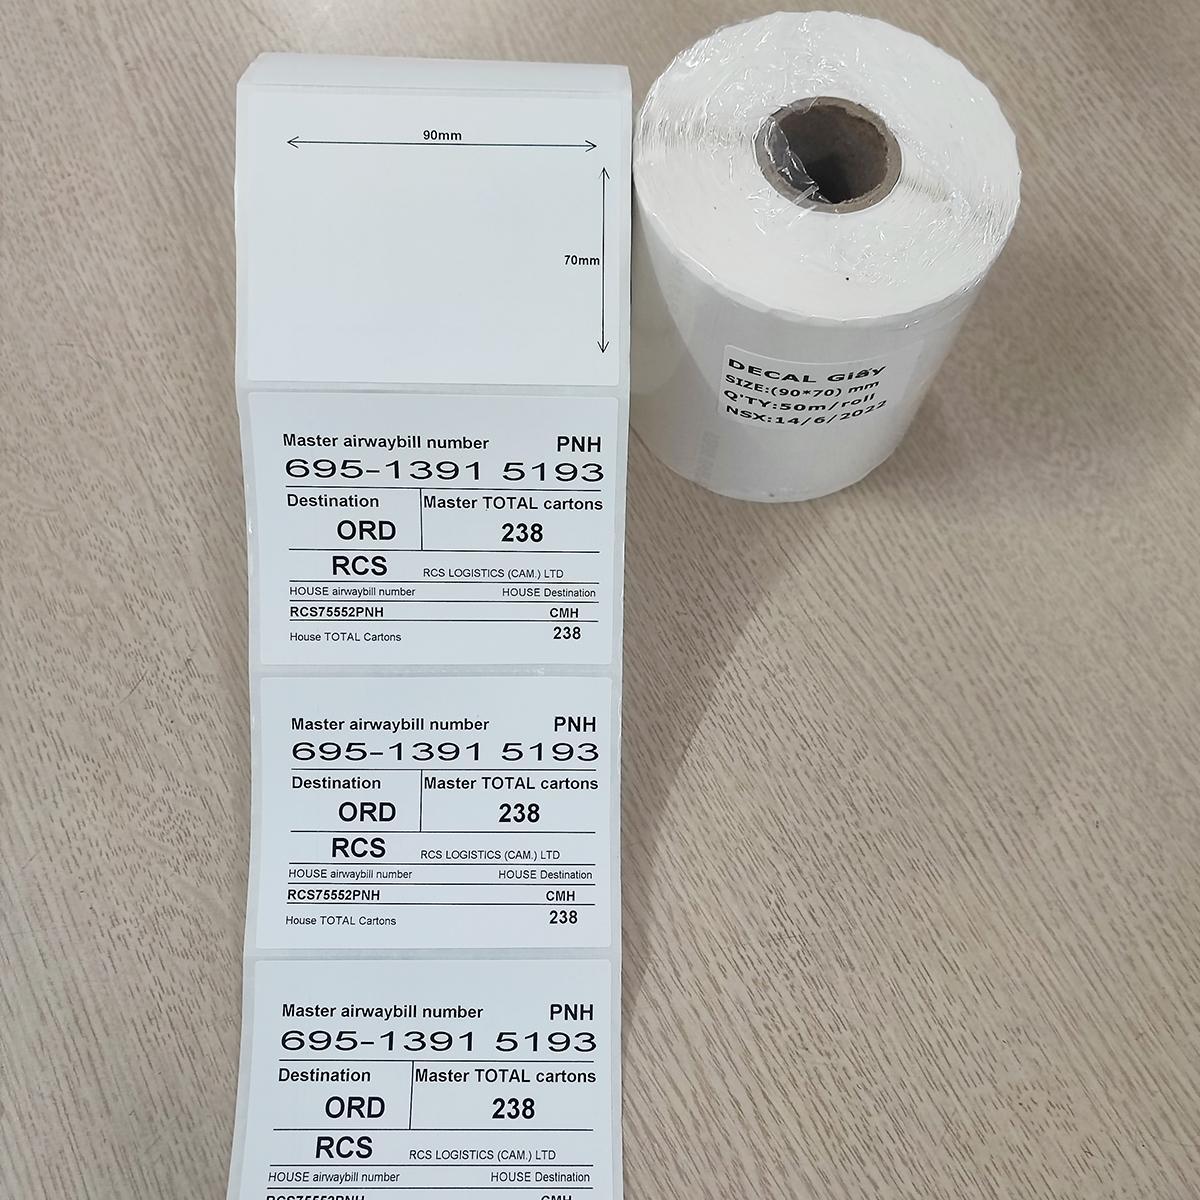 90mm
70mm
Master airwaybill number PNH
695-1391 5193
Destination Master TOTAL cartons
ORD 238
RCS RCS LOGISTICS (CAM.) LTD
HOUSE airwaybill number HOUSE Destination
RCS75552PNH CMH
House TOTAL Cartons 238
Master airwaybill number PNH
695-1391 5193
Destination Master TOTAL cartons
ORD 238
RCS RCS LOGISTICS (CAM.) LTD
HOUSE airwaybill number HOUSE Destination
RCS75552PNH CMH
House TOTAL Cartons 238
Master airwaybill number PNH
695-1391 5193
Destination Master TOTAL cartons
ORD 238
RCS RCS LOGISTICS (CAM.) LTD
HOUSE airwaybill number HOUSE Destination
CMH
DECAL Giấy
SIZE:(90*70) mm
Q'TY:50m/roll
NSX:14/6/2022